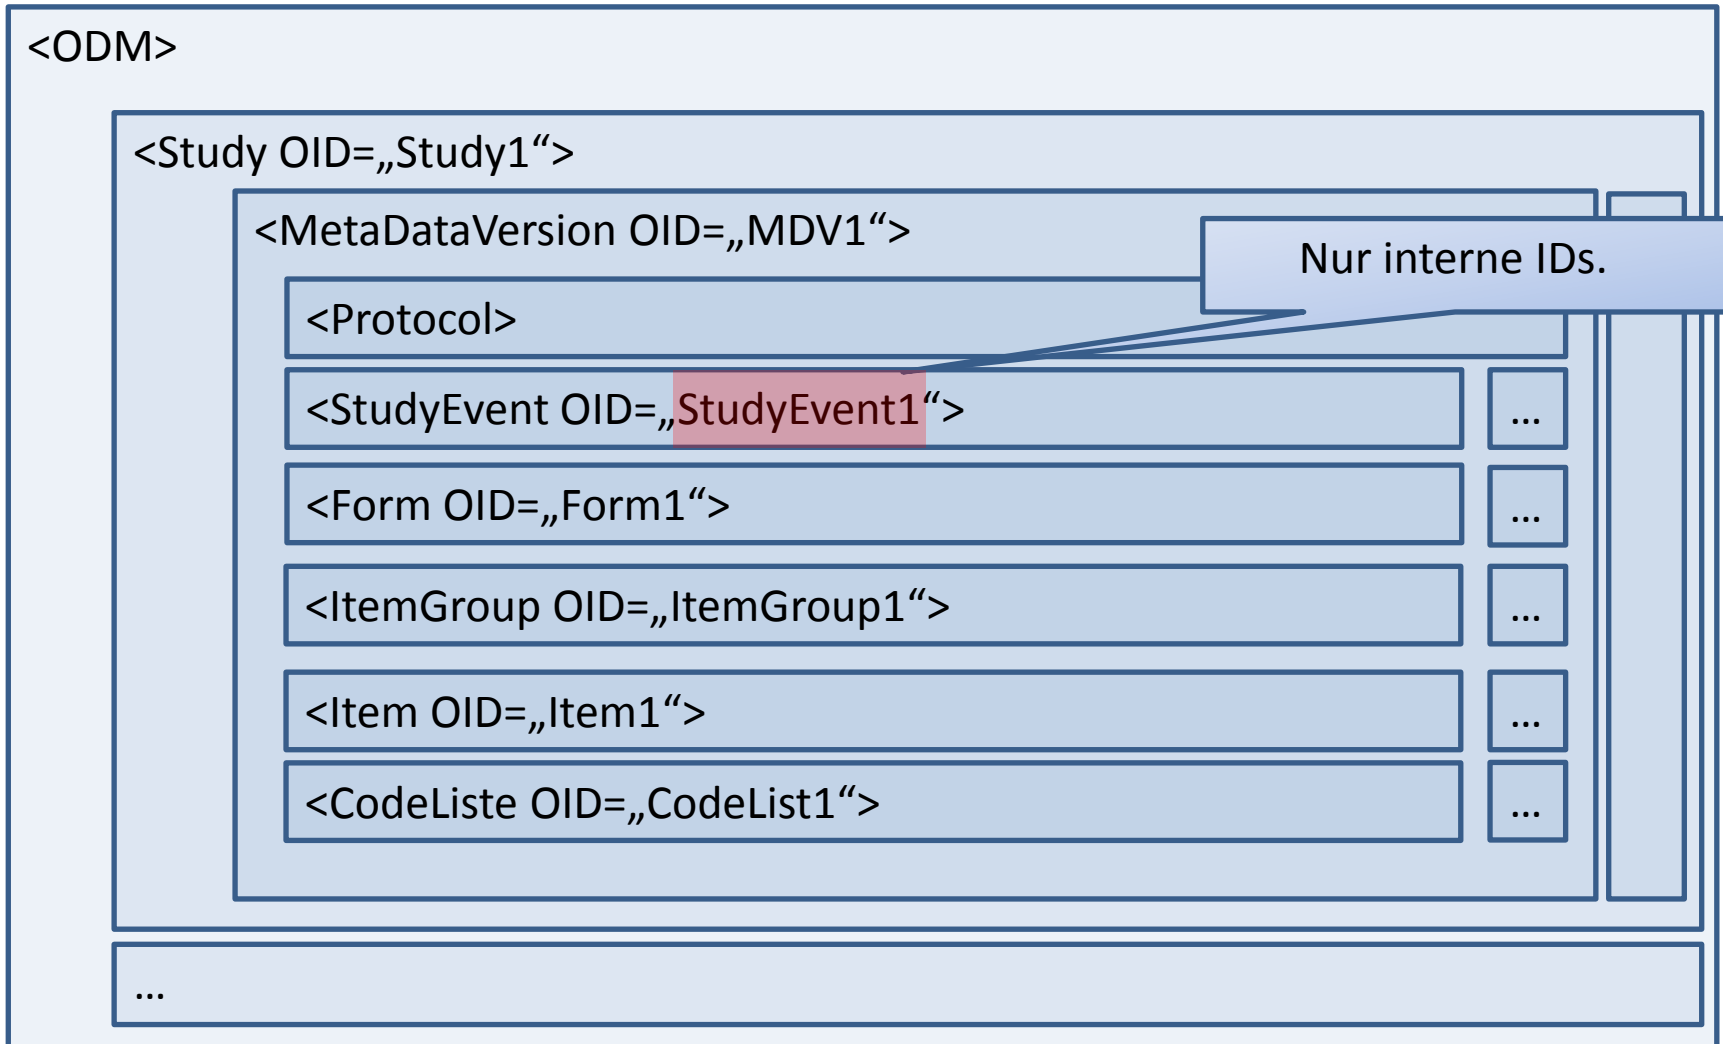 <ODM>
<Study OID=„Study1“>
<MetaDataVersion OID=„MDV1“>
Nur interne IDs.
<Protocol>
<StudyEvent OID=„StudyEvent1“>
...
<Form OID=„Form1“>
...
<ItemGroup OID=„ItemGroup1“>
...
<Item OID=„Item1“>
...
<CodeListe OID=„CodeList1“>
...
...